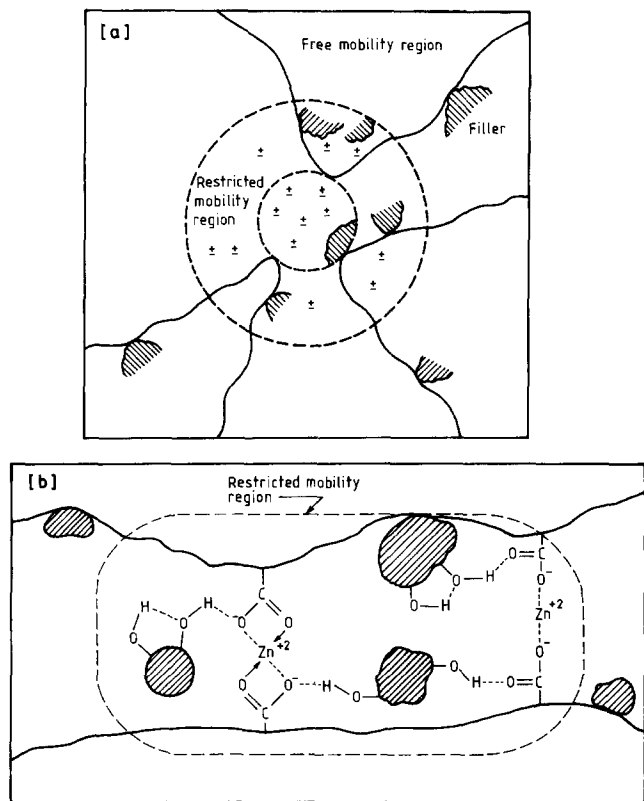 [a]
Free mobility region
Filler
Restricted
mobility
region
± ± ±
± ±
± ± ±
± ±
±
± ±
±
±
±
[b]
Restricted mobility
region
H H O C O
O O O⁻ O
Zn⁺²
O O⁻ H O
C
O H O C
O⁻
Zn⁺²
O⁻
O H O C
O H